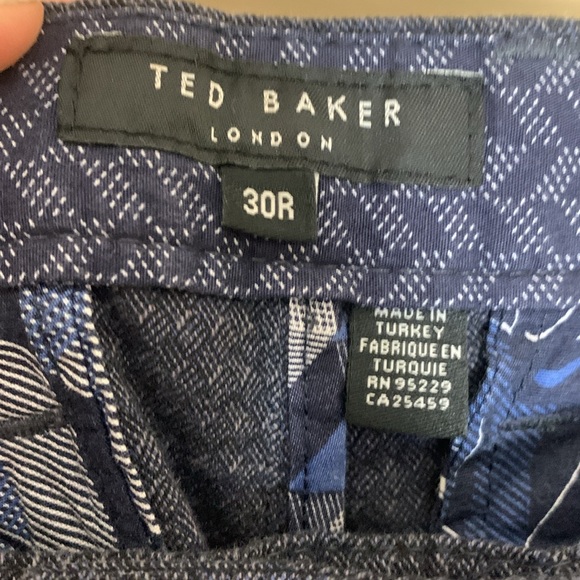 TED BAKER
LONDON
30R
MADE IN
TURKEY
FABRIQUE EN
TURQUIE
RN 95229
CA25459